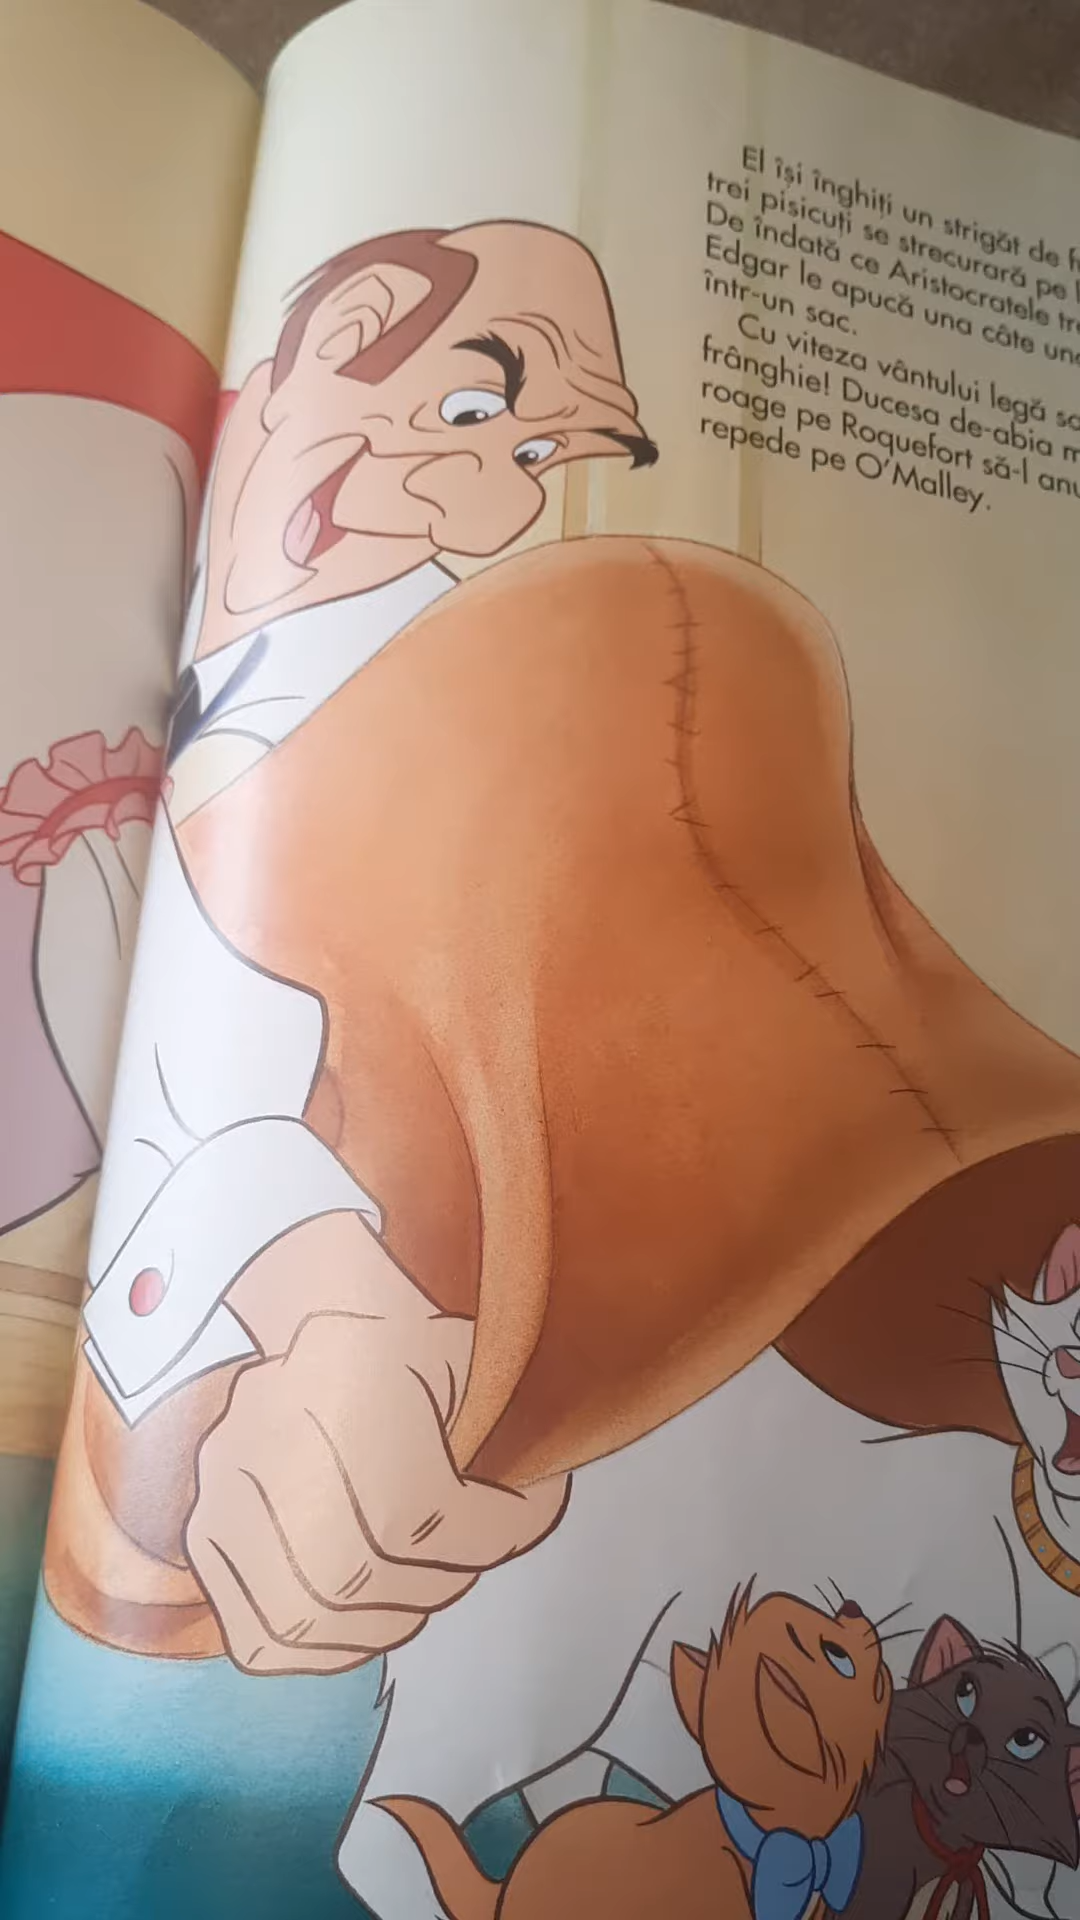 El își înghiți un strigăt de
trei pisicuți se strecurară pe
De îndată ce Aristocratele
Edgar le apucă una câte
într-un sac.
Cu viteza vântului legă
frânghie! Ducesa de-abia
roage pe Roquefort să-l
repede pe O'Malley.